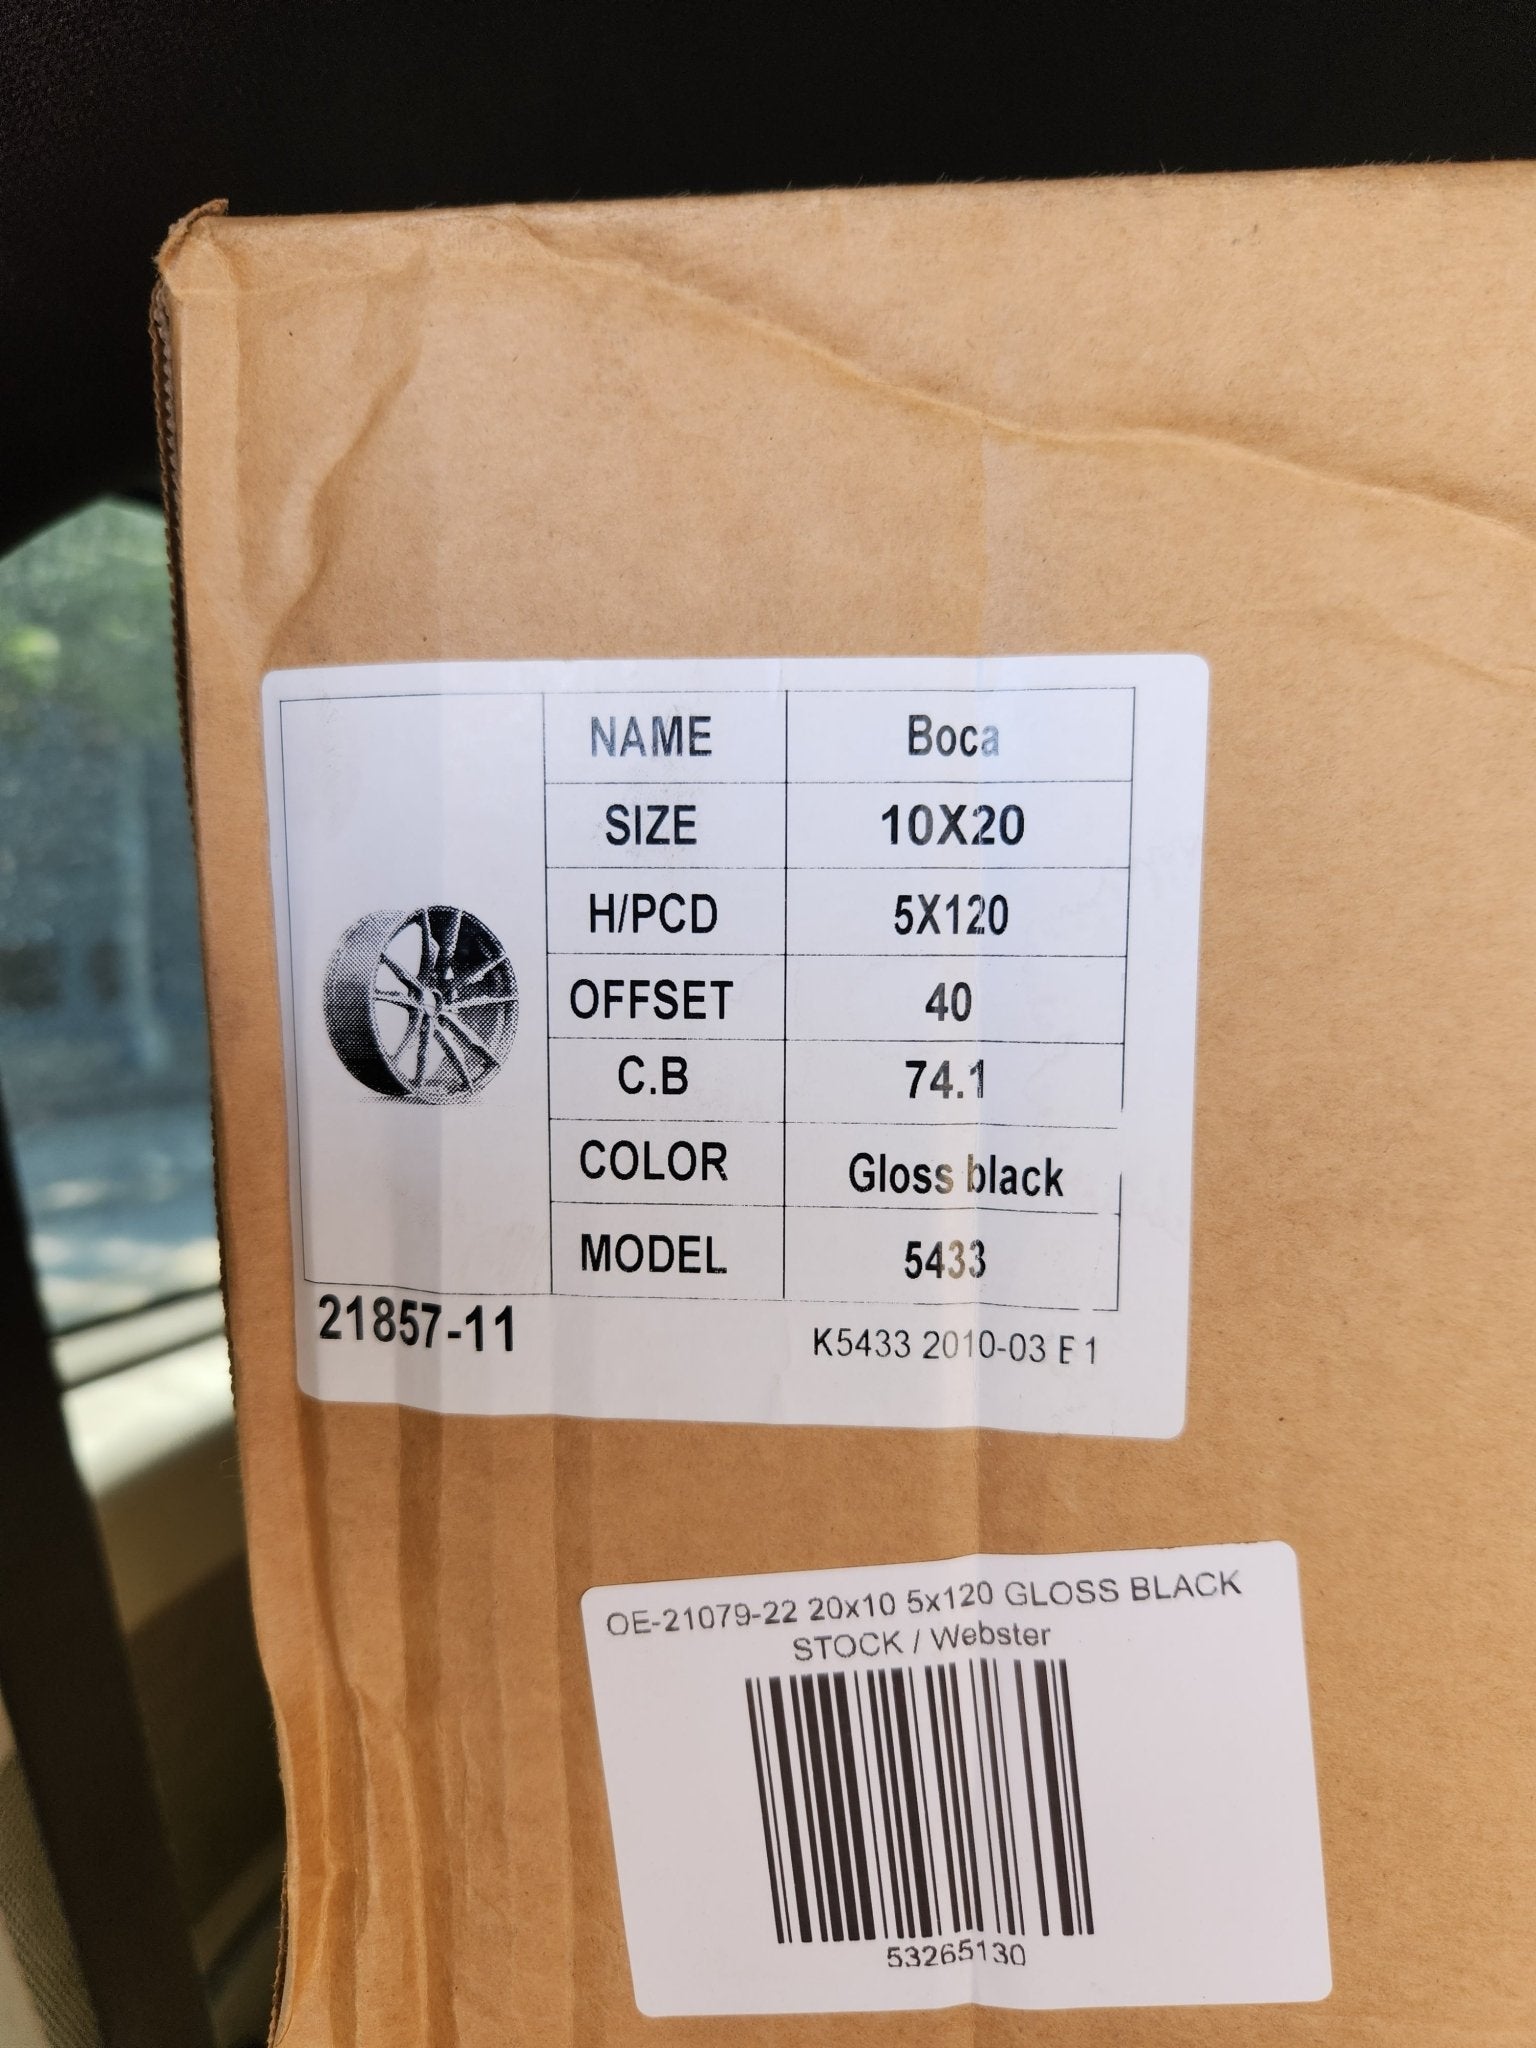 NAME Boca
SIZE 10X20
H/PCD 5X120
OFFSET 40
C.B 74.1
COLOR Gloss black
MODEL 5433
21857-11 K5433 2010-03 E 1
OE-21079-22 20x10 5x120 GLOSS BLACK
STOCK / Webster
53265130